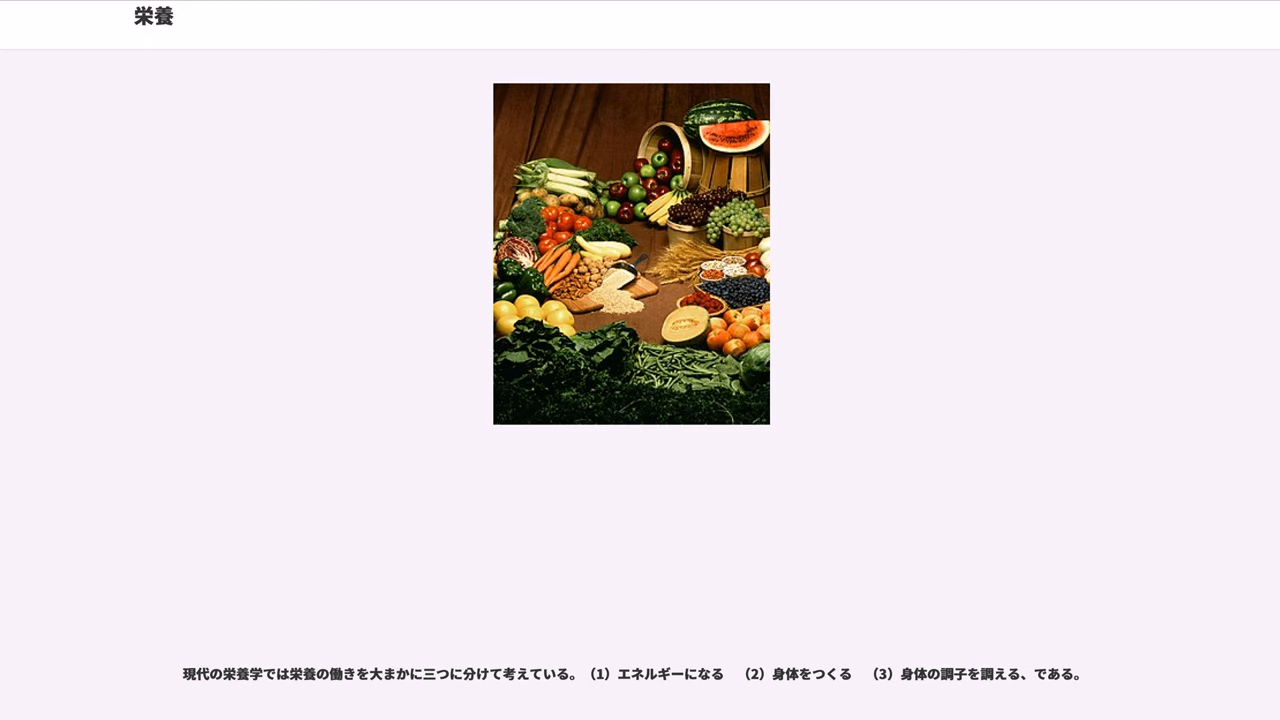 栄養
現代の栄養学では栄養の働きを大まかに三つに分けて考えている。（1）エネルギーになる　（2）身体をつくる　（3）身体の調子を調える、である。